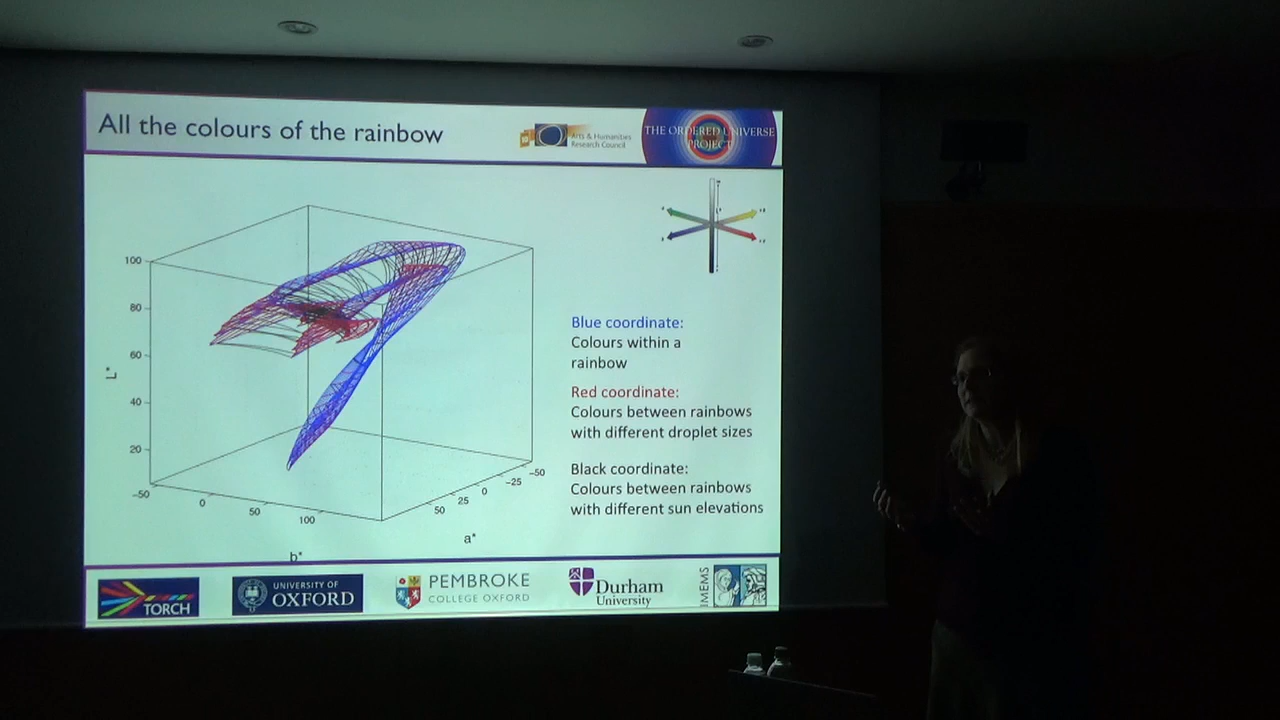 All the colours of the rainbow
Arts & Humanities
Research Council
THE ORDERED UNIVERSE
PROJECT
100
80
60
40
20
L*
-50
0
50
100
b*
50
25
0
-25
-50
a*
Blue coordinate:
Colours within a
rainbow
Red coordinate:
Colours between rainbows
with different droplet sizes
Black coordinate:
Colours between rainbows
with different sun elevations
TORCH
UNIVERSITY OF
OXFORD
PEMBROKE
COLLEGE OXFORD
Durham
University
IMEMS